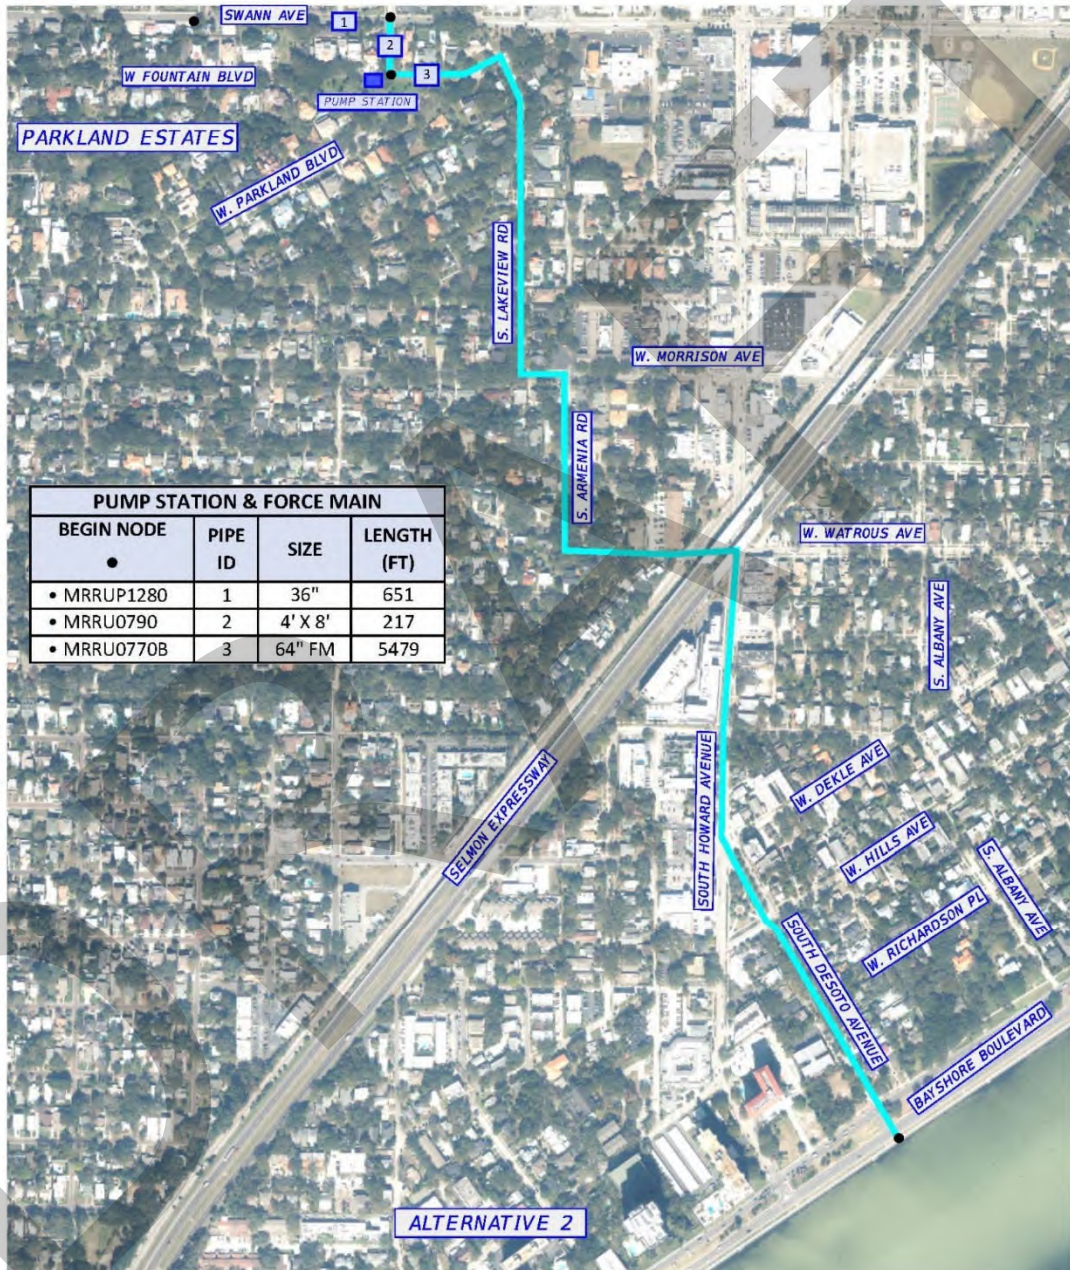 SWANN AVE
1
2
W FOUNTAIN BLVD
3
PUMP STATION
PARKLAND ESTATES
W. PARKLAND BLVD
S. LAKEVIEW RD
W. MORRISON AVE
S. ARMENIA RD
PUMP STATION & FORCE MAIN
BEGIN NODE PIPE ID SIZE LENGTH (FT)
• MRRUP1280 1 36" 651
• MRRU0790 2 4' X 8' 217
• MRRU0770B 3 64" FM 5479
W. WATROUS AVE
S. ALBANY AVE
SELMON EXPRESSWAY
SOUTH HOWARD AVENUE
W. DEKLE AVE
W. HILLS AVE
S. ALBANY AVE
W. RICHARDSON PL
SOUTH DESOTO AVENUE
BAYSHORE BOULEVARD
ALTERNATIVE 2
DRAFT